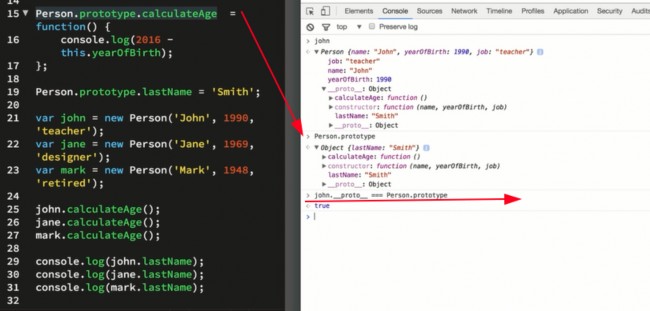 14
15 Person.prototype.calculateAge =
function() {
16 console.log(2016 -
this.yearOfBirth);
17 };
18
19 Person.prototype.lastName = 'Smith';
20
21 var john = new Person('John', 1990,
'teacher');
22 var jane = new Person('Jane', 1969,
'designer');
23 var mark = new Person('Mark', 1948,
'retired');
24
25 john.calculateAge();
26 jane.calculateAge();
27 mark.calculateAge();
28
29 console.log(john.lastName);
30 console.log(jane.lastName);
31 console.log(mark.lastName);
32
Elements Console Sources Network Timeline Profiles
top Preserve log
> john
Person {name: "John", yearOfBirth: 1990, job: "teacher"}
job: "teacher"
name: "John"
yearOfBirth: 1990
__proto__: Object
calculateAge: function ()
constructor: function (name, yearOfBirth, job)
lastName: "Smith"
__proto__: Object
> Person.prototype
Object {lastName: "Smith"}
calculateAge: function ()
constructor: function (name, yearOfBirth, job)
lastName: "Smith"
__proto__: Object
> john.__proto__ === Person.prototype
true
>